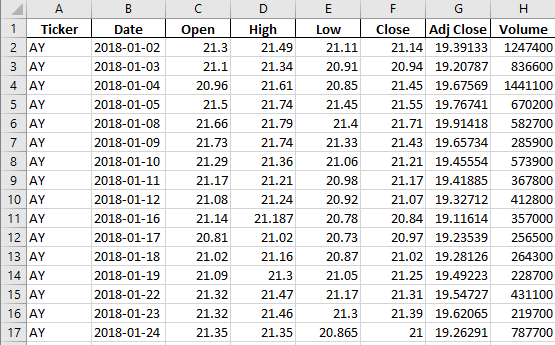 A B C D E F G H
1 Ticker Date Open High Low Close Adj Close Volume
2 AY 2018-01-02 21.3 21.49 21.11 21.14 19.39133 1247400
3 AY 2018-01-03 21.1 21.34 20.91 20.94 19.20787 836600
4 AY 2018-01-04 20.96 21.61 20.85 21.45 19.67569 1441100
5 AY 2018-01-05 21.5 21.74 21.45 21.55 19.76741 670200
6 AY 2018-01-08 21.66 21.79 21.4 21.71 19.91418 582700
7 AY 2018-01-09 21.73 21.74 21.33 21.43 19.65734 285900
8 AY 2018-01-10 21.29 21.36 21.06 21.21 19.45554 573900
9 AY 2018-01-11 21.17 21.21 20.98 21.17 19.41885 367800
10 AY 2018-01-12 21.08 21.24 20.92 21.07 19.32712 412800
11 AY 2018-01-16 21.14 21.187 20.78 20.84 19.11614 357000
12 AY 2018-01-17 20.81 21.02 20.73 20.97 19.23539 256500
13 AY 2018-01-18 21.02 21.16 20.87 21.02 19.28126 264300
14 AY 2018-01-19 21.09 21.3 21.05 21.25 19.49223 228700
15 AY 2018-01-22 21.32 21.47 21.17 21.31 19.54727 431100
16 AY 2018-01-23 21.32 21.46 21.3 21.39 19.62065 219700
17 AY 2018-01-24 21.35 21.35 20.865 21 19.26291 787700